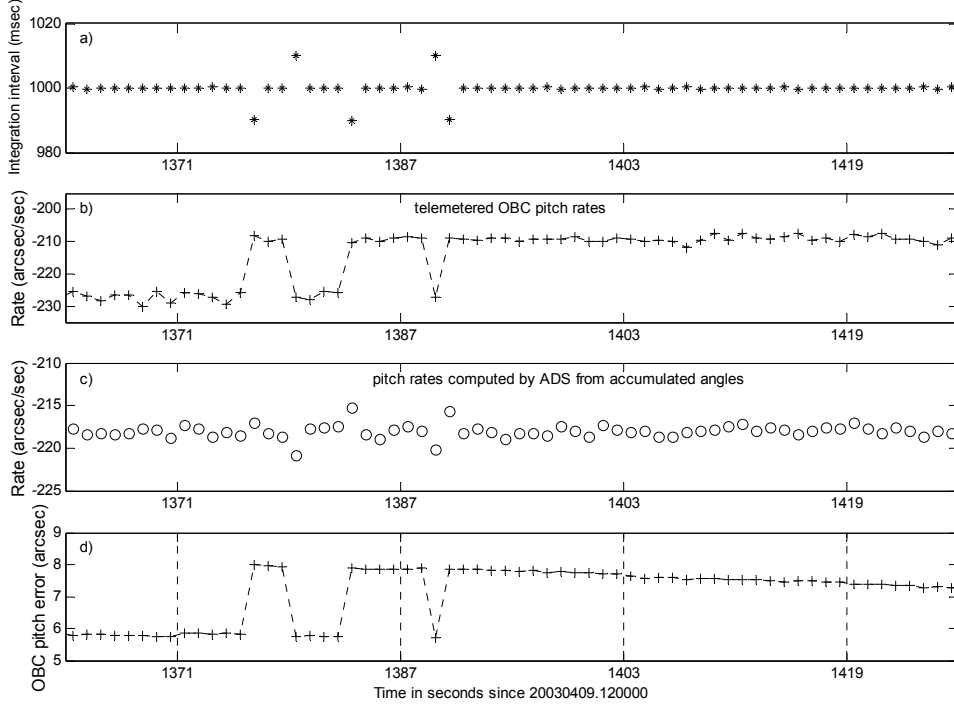 1020
1000
980
Integration interval (msec)
a)
1371
1387
1403
1419
-200
-210
-220
-230
Rate (arcsec/sec)
b)
telemetered OBC pitch rates
1371
1387
1403
1419
-210
-215
-220
-225
Rate (arcsec/sec)
c)
pitch rates computed by ADS from accumulated angles
1371
1387
1403
1419
9
8
7
6
5
OBC pitch error (arcsec)
d)
1371
1387
1403
1419
Time in seconds since 20030409.120000